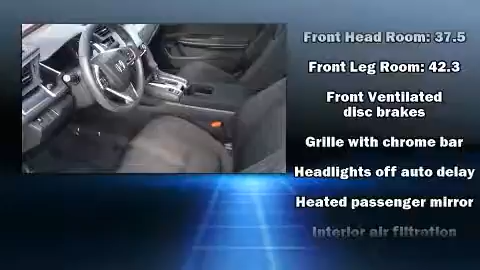 Front Head Room: 37.5
Front Leg Room: 42.3
Front Ventilated
disc brakes
Grille with chrome bar
Headlights off auto delay
Heated passenger mirror
Interior air filtration